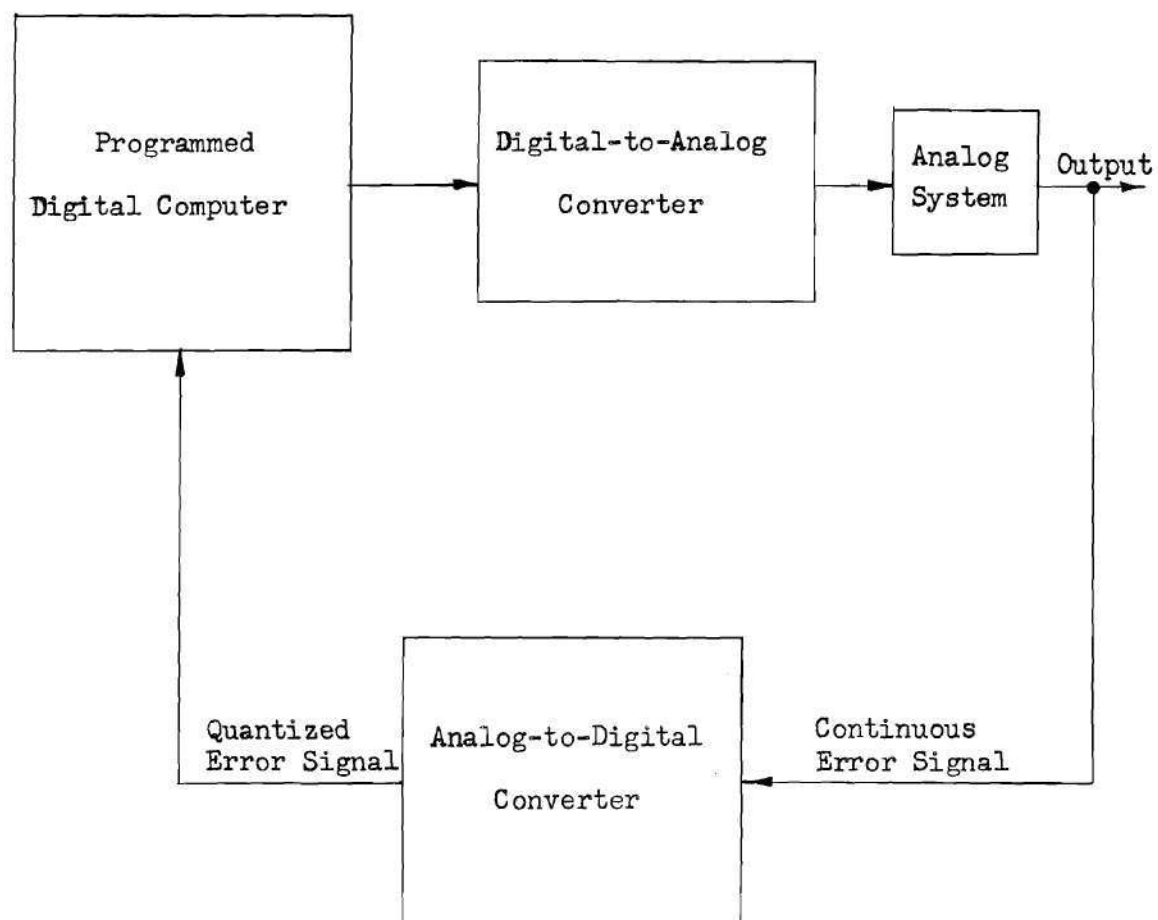 Programmed
Digital Computer
Digital-to-Analog
Converter
Analog
System
Output
Quantized
Error Signal
Analog-to-Digital
Converter
Continuous
Error Signal